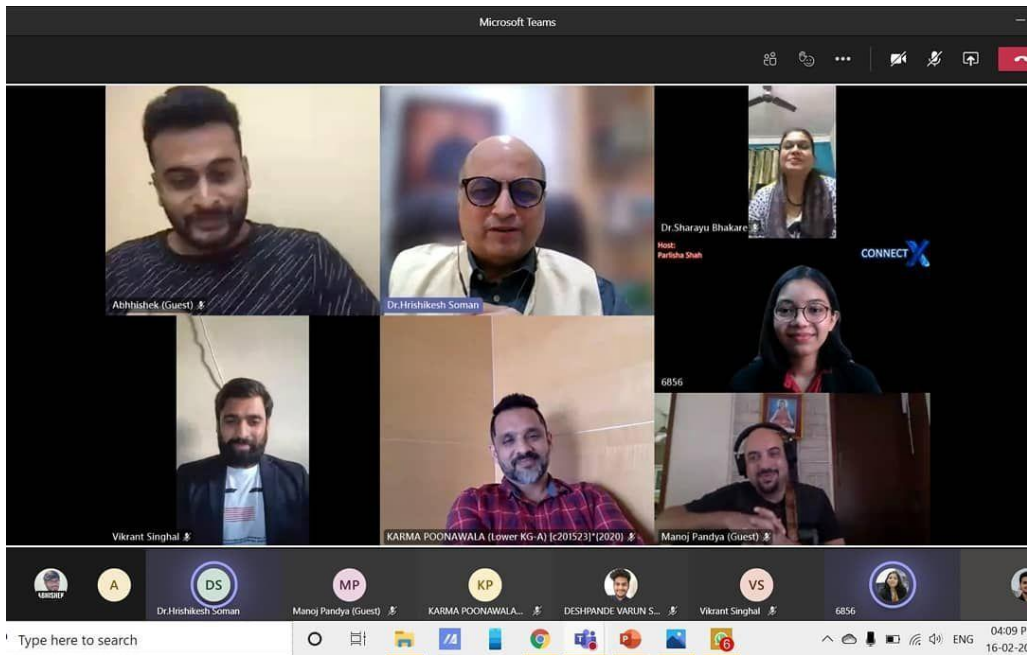 Microsoft Teams
Dr.Sharayu Bhakare
Host:
Parlisha Shah
CONNECT X
Abhhishek (Guest)
Dr.Hrishikesh Soman
6856
Vikrant Singhal
KARMA POONAWALA (Lower KG-A) [c201523]*(2020)
Manoj Pandya (Guest)
ABHISHEK
A
DS
MP
KP
VS
Dr.Hrishikesh Soman
Manoj Pandya (Guest)
KARMA POONAWALA...
DESHPANDE VARUN S...
Vikrant Singhal
6856
Type here to search
6
ENG
04:09 P
16-02-20